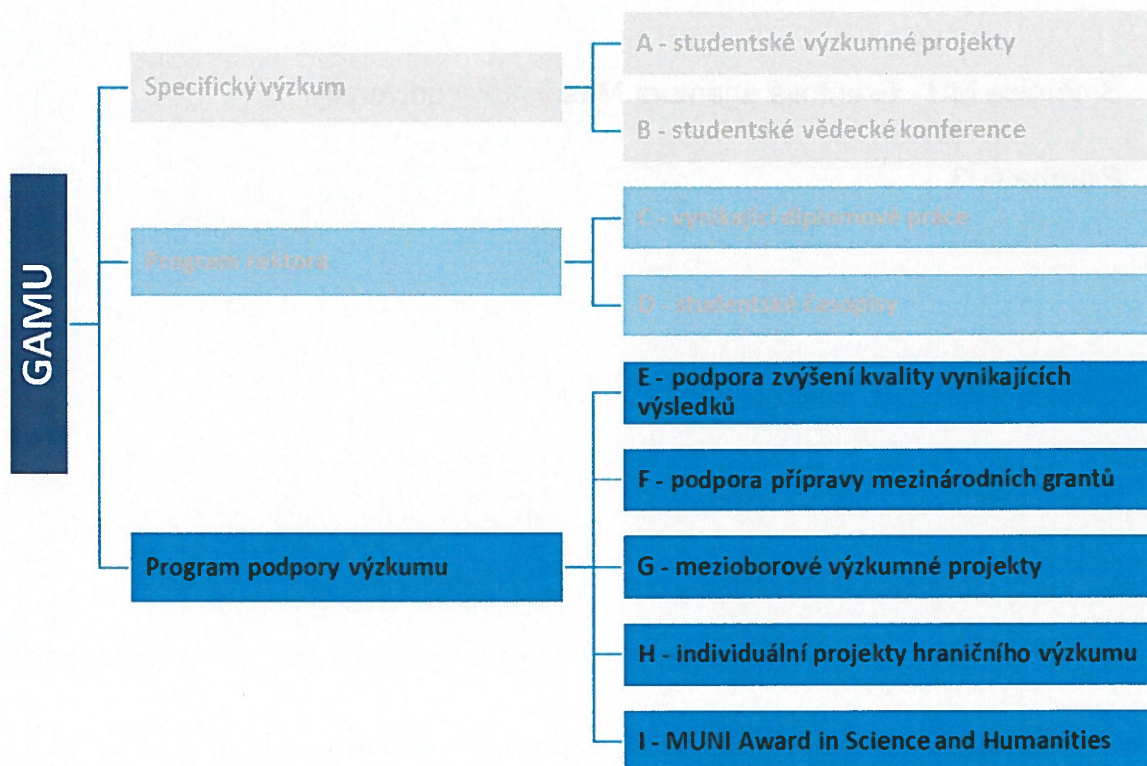 GAMU
Specifický výzkum
A - studentské výzkumné projekty
B - studentské vědecké konference
Program rektora
C - vynikající diplomové práce
D - studentské časopisy
Program podpory výzkumu
E - podpora zvýšení kvality vynikajících
výsledků
F - podpora přípravy mezinárodních grantů
G - mezioborové výzkumné projekty
H - individuální projekty hraničního výzkumu
I - MUNI Award in Science and Humanities